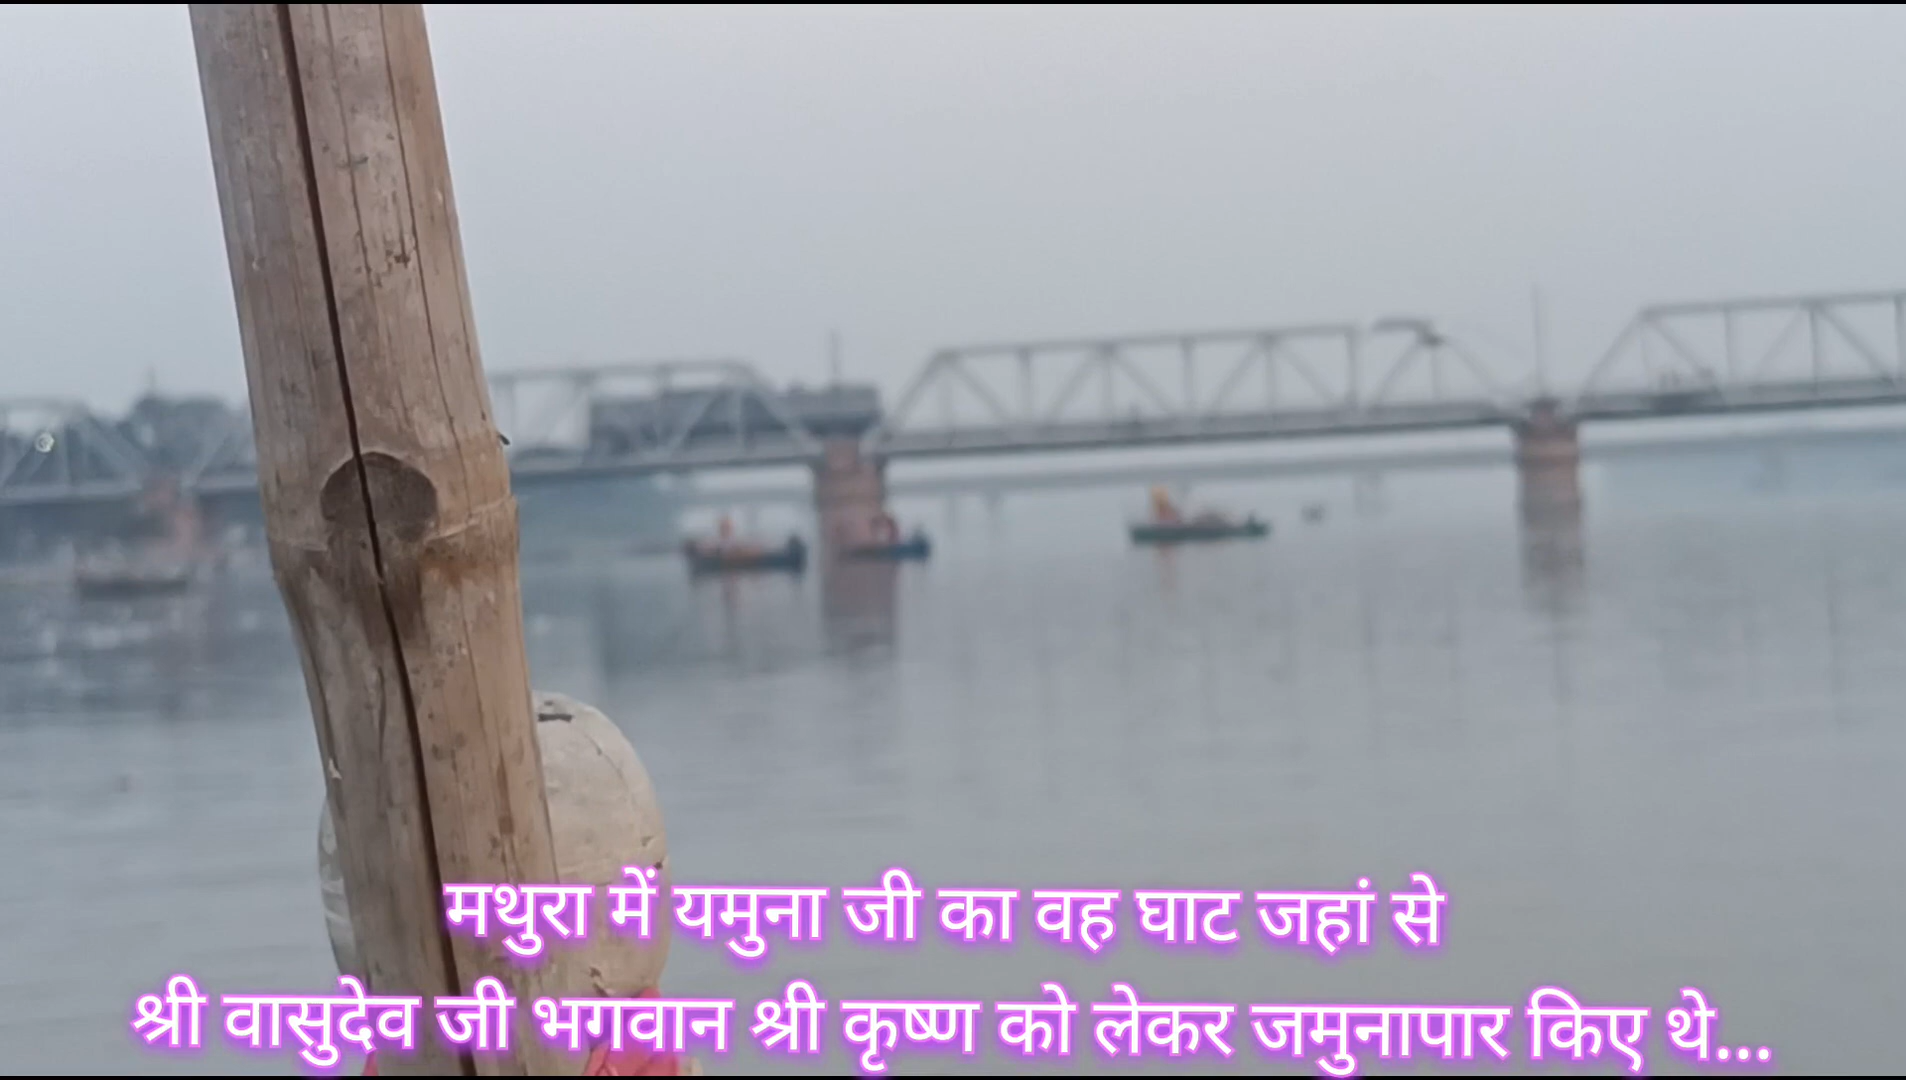 मथुरा में यमुना जी का वह घाट जहां से
श्री वासुदेव जी भगवान श्री कृष्ण को लेकर जमुनापार किए थे...